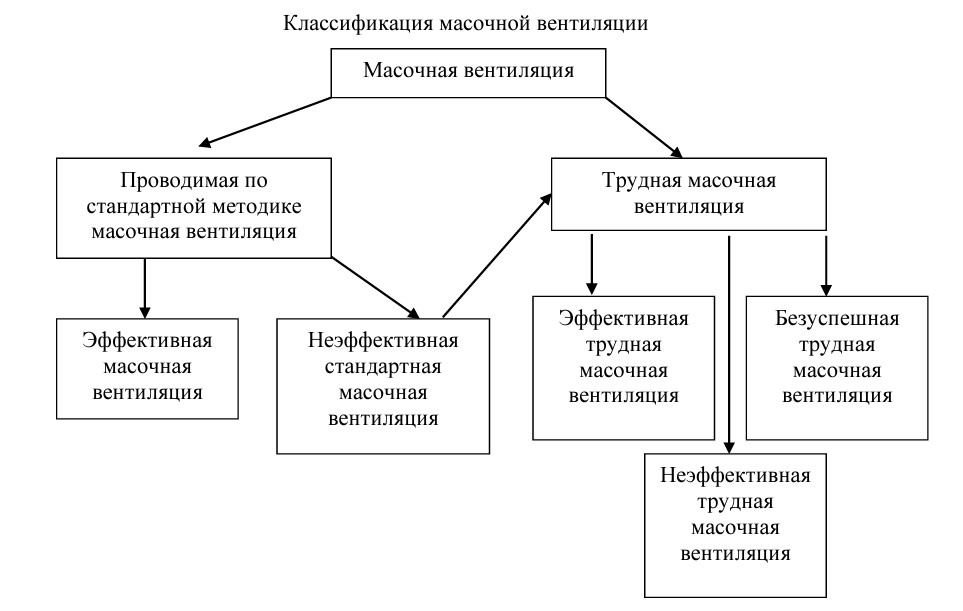 Классификация масочной вентиляции
Масочная вентиляция
Проводимая по
стандартной методике
масочная вентиляция
Трудная масочная
вентиляция
Эффективная
масочная
вентиляция
Неэффективная
стандартная
масочная
вентиляция
Эффективная
трудная
масочная
вентиляция
Безуспешная
трудная
масочная
вентиляция
Неэффективная
трудная
масочная
вентиляция